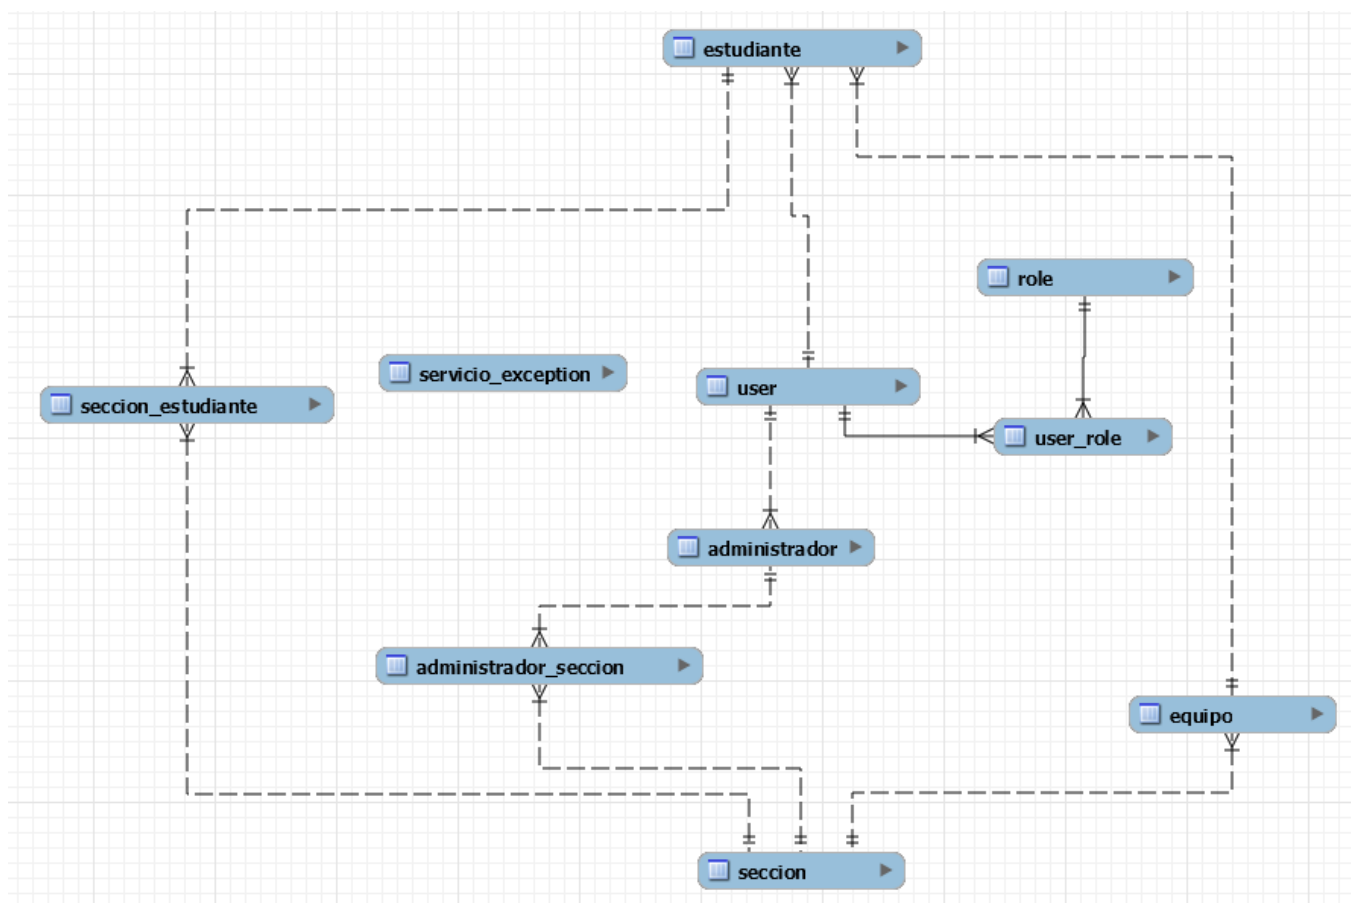 estudiante
role
servicio_exception
user
seccion_estudiante
user_role
administrador
administrador_seccion
equipo
seccion